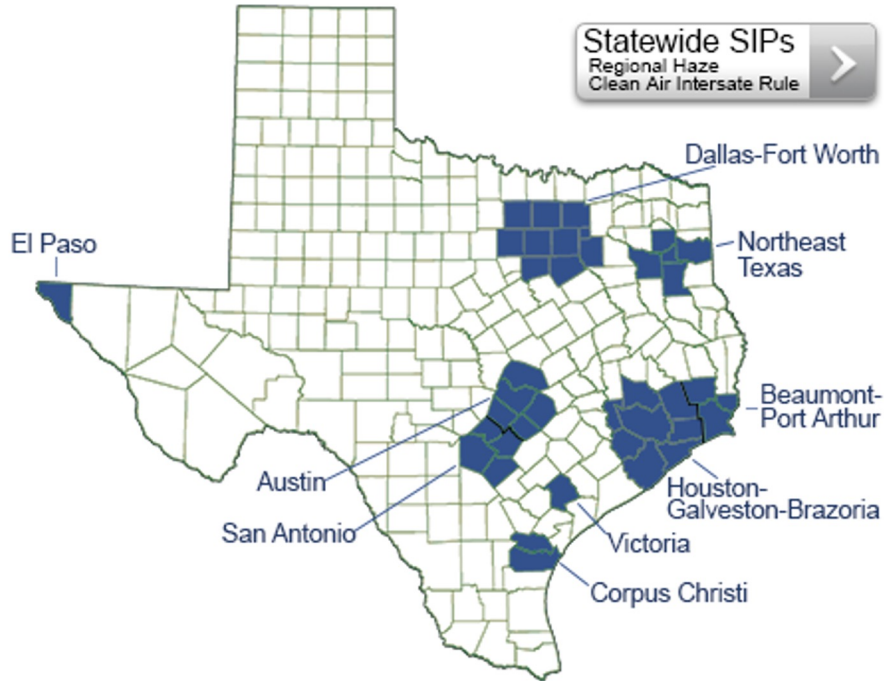 Statewide SIPs
Regional Haze
Clean Air Intersate Rule
Dallas-Fort Worth
El Paso
Northeast
Texas
Beaumont-
Port Arthur
Austin
Houston-
Galveston-Brazoria
San Antonio
Victoria
Corpus Christi